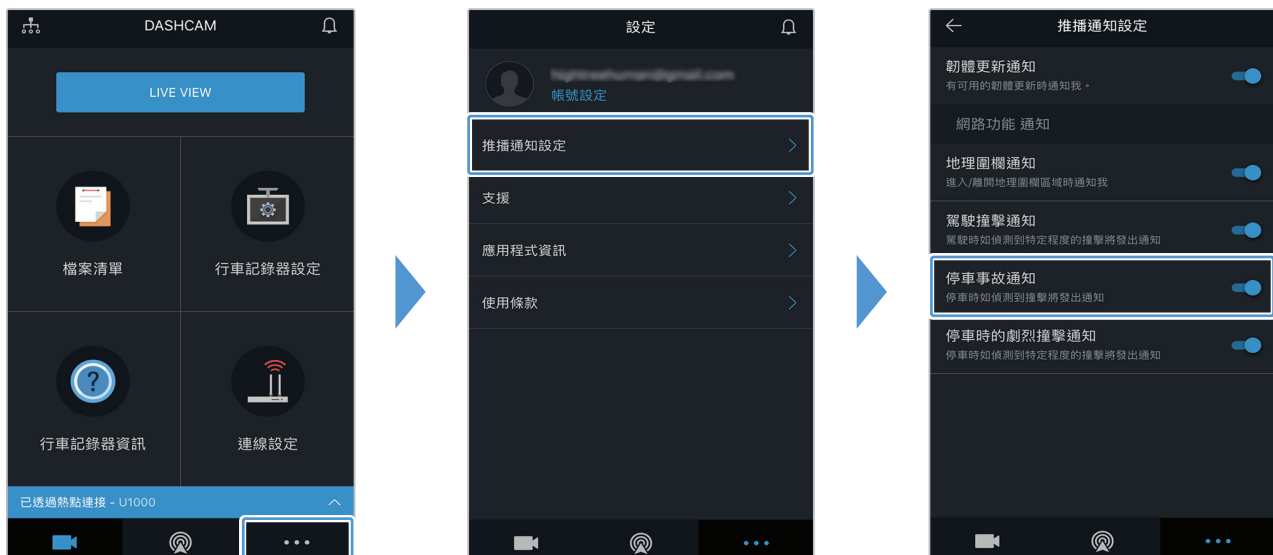 DASHCAM
LIVE VIEW
檔案清單
行車記錄器設定
行車記錄器資訊
連線設定
已透過熱點連接 - U1000
設定
帳號設定
推播通知設定
支援
應用程式資訊
使用條款
推播通知設定
韌體更新通知
有可用的韌體更新時通知我。
網路功能 通知
地理圍欄通知
進入/離開地理圍欄區域時通知我
駕駛撞擊通知
駕駛時如偵測到特定程度的撞擊將發出通知
停車事故通知
停車時如偵測到撞擊將發出通知
停車時的劇烈撞擊通知
停車時如偵測到特定程度的撞擊將發出通知